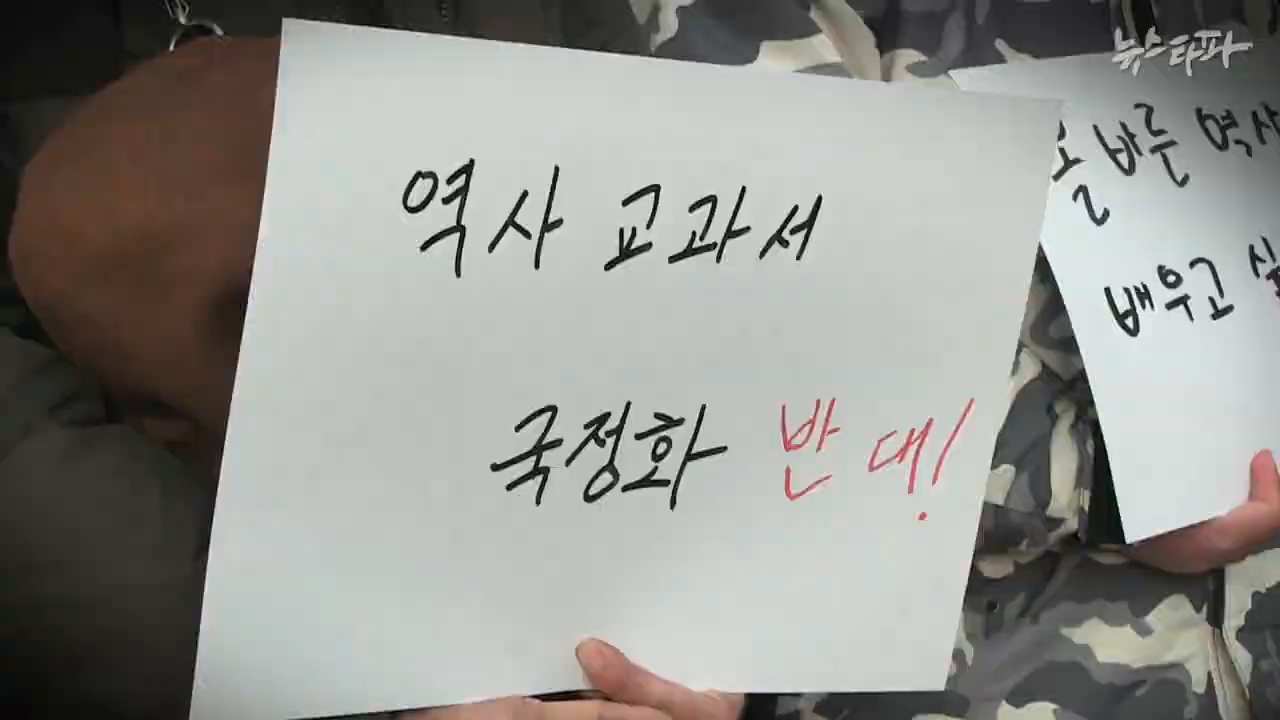 역사 교과서
국정화 반대!
올바른 역사
배우고
뉴스타파